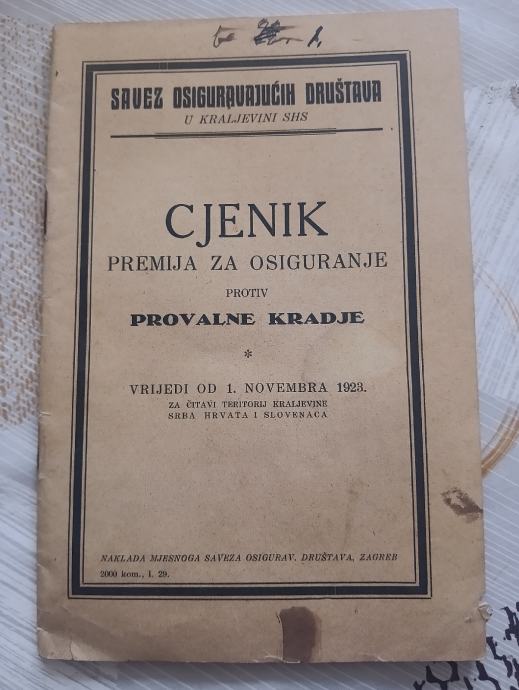 SAVEZ OSIGURAVAJUĆIH DRUŠTAVA
U KRALJEVINI SHS
CJENIK
PREMIJA ZA OSIGURANJE
PROTIV
PROVALNE KRADJE
*
VRIJEDI OD 1. NOVEMBRA 1923.
ZA ČITAVI TERITORIJ KRALJEVINE
SRBA HRVATA I SLOVENACA
NAKLADA MJESNOGA SAVEZA OSIGURAV. DRUŠTAVA, ZAGREB
2000 kom., I. 29.